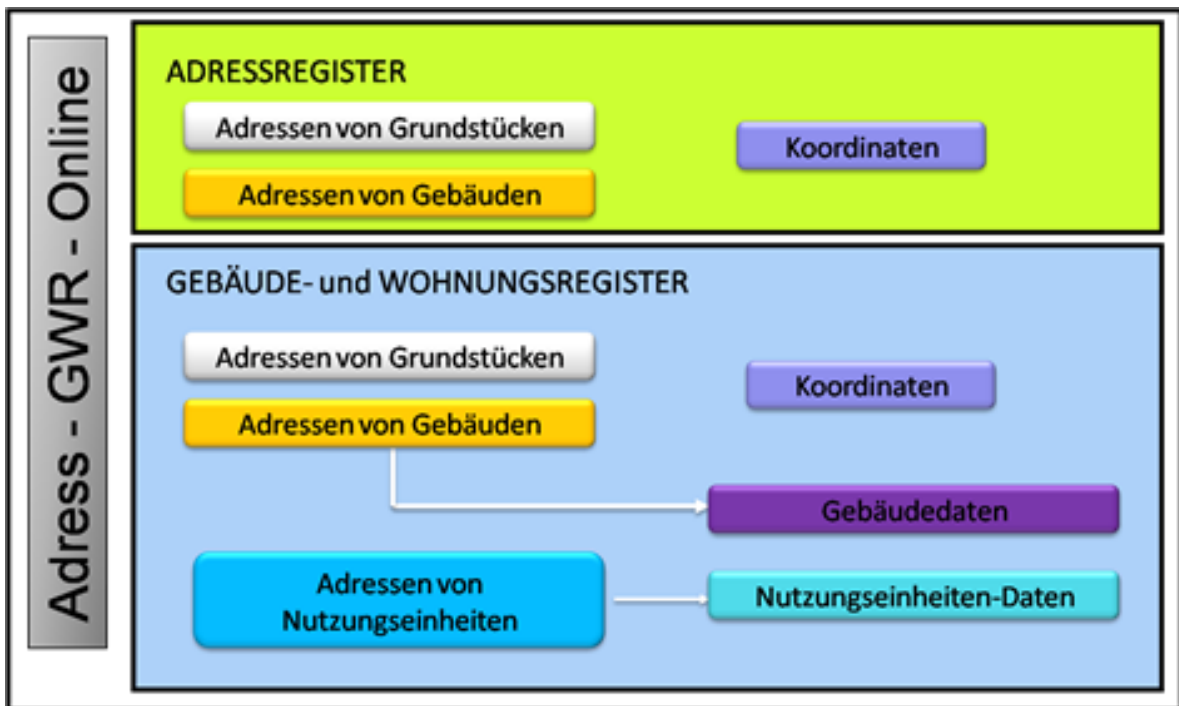 Adress - GWR - Online
ADRESSREGISTER
Adressen von Grundstücken
Koordinaten
Adressen von Gebäuden
GEBÄUDE- und WOHNUNGSREGISTER
Adressen von Grundstücken
Koordinaten
Adressen von Gebäuden
Gebäudedaten
Adressen von
Nutzungseinheiten
Nutzungseinheiten-Daten